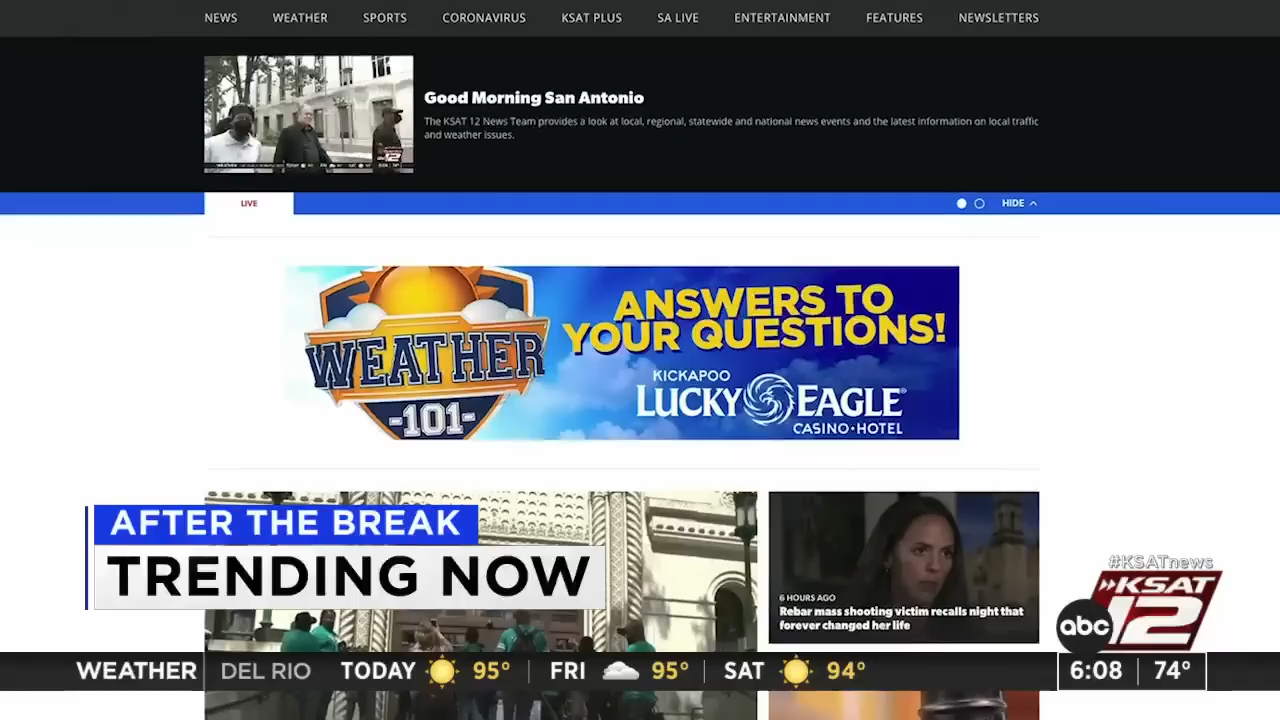 NEWS WEATHER SPORTS CORONAVIRUS KSAT PLUS SA LIVE ENTERTAINMENT FEATURES NEWSLETTERS
Good Morning San Antonio
The KSAT 12 News Team provides a look at local, regional, statewide and national news events and the latest information on local traffic
and weather issues.
LIVE
HIDE
WEATHER
-101-
ANSWERS TO
YOUR QUESTIONS!
KICKAPOO
LUCKY EAGLE
CASINO•HOTEL
AFTER THE BREAK
TRENDING NOW
6 HOURS AGO
Rebar mass shooting victim recalls night that
forever changed her life
#KSATnews
KSAT
abc 12
WEATHER DEL RIO TODAY 95° FRI 95° SAT 94° 6:08 74°